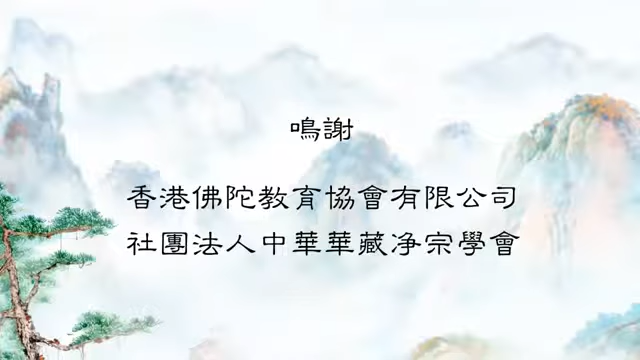 鳴謝
香港佛陀教育協會有限公司
社團法人中華華藏净宗學會